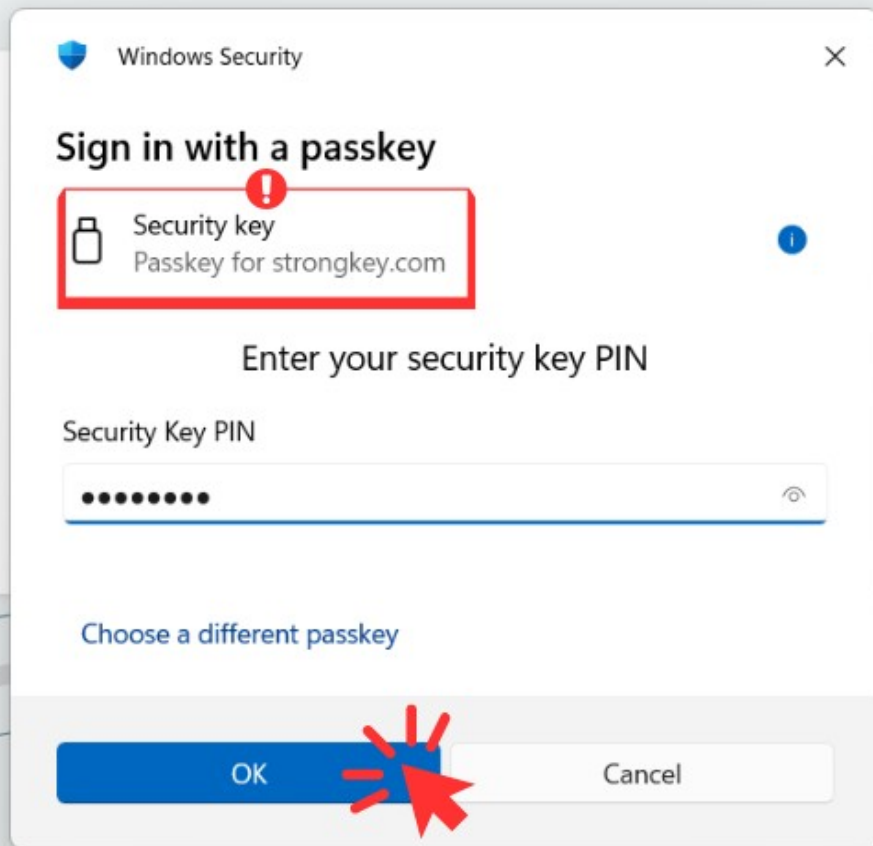 Windows Security
Sign in with a passkey
!
Security key
Passkey for strongkey.com
i
Enter your security key PIN
Security Key PIN
••••••••
Choose a different passkey
OK
Cancel